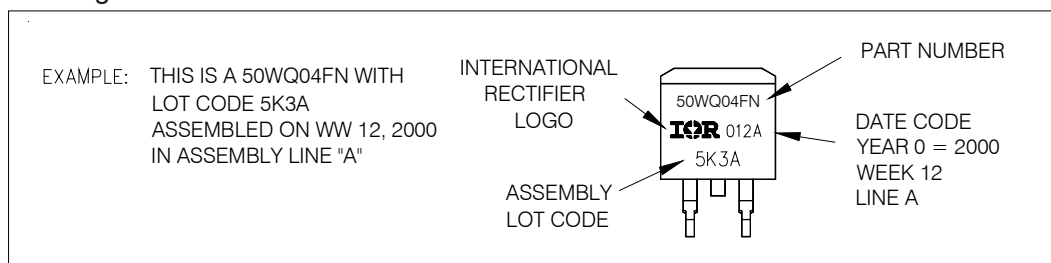 EXAMPLE: THIS IS A 50WQ04FN WITH
LOT CODE 5K3A
ASSEMBLED ON WW 12, 2000
IN ASSEMBLY LINE "A"
INTERNATIONAL
RECTIFIER
LOGO
ASSEMBLY
LOT CODE
50WQ04FN
IOR 012A
5K3A
PART NUMBER
DATE CODE
YEAR 0 = 2000
WEEK 12
LINE A